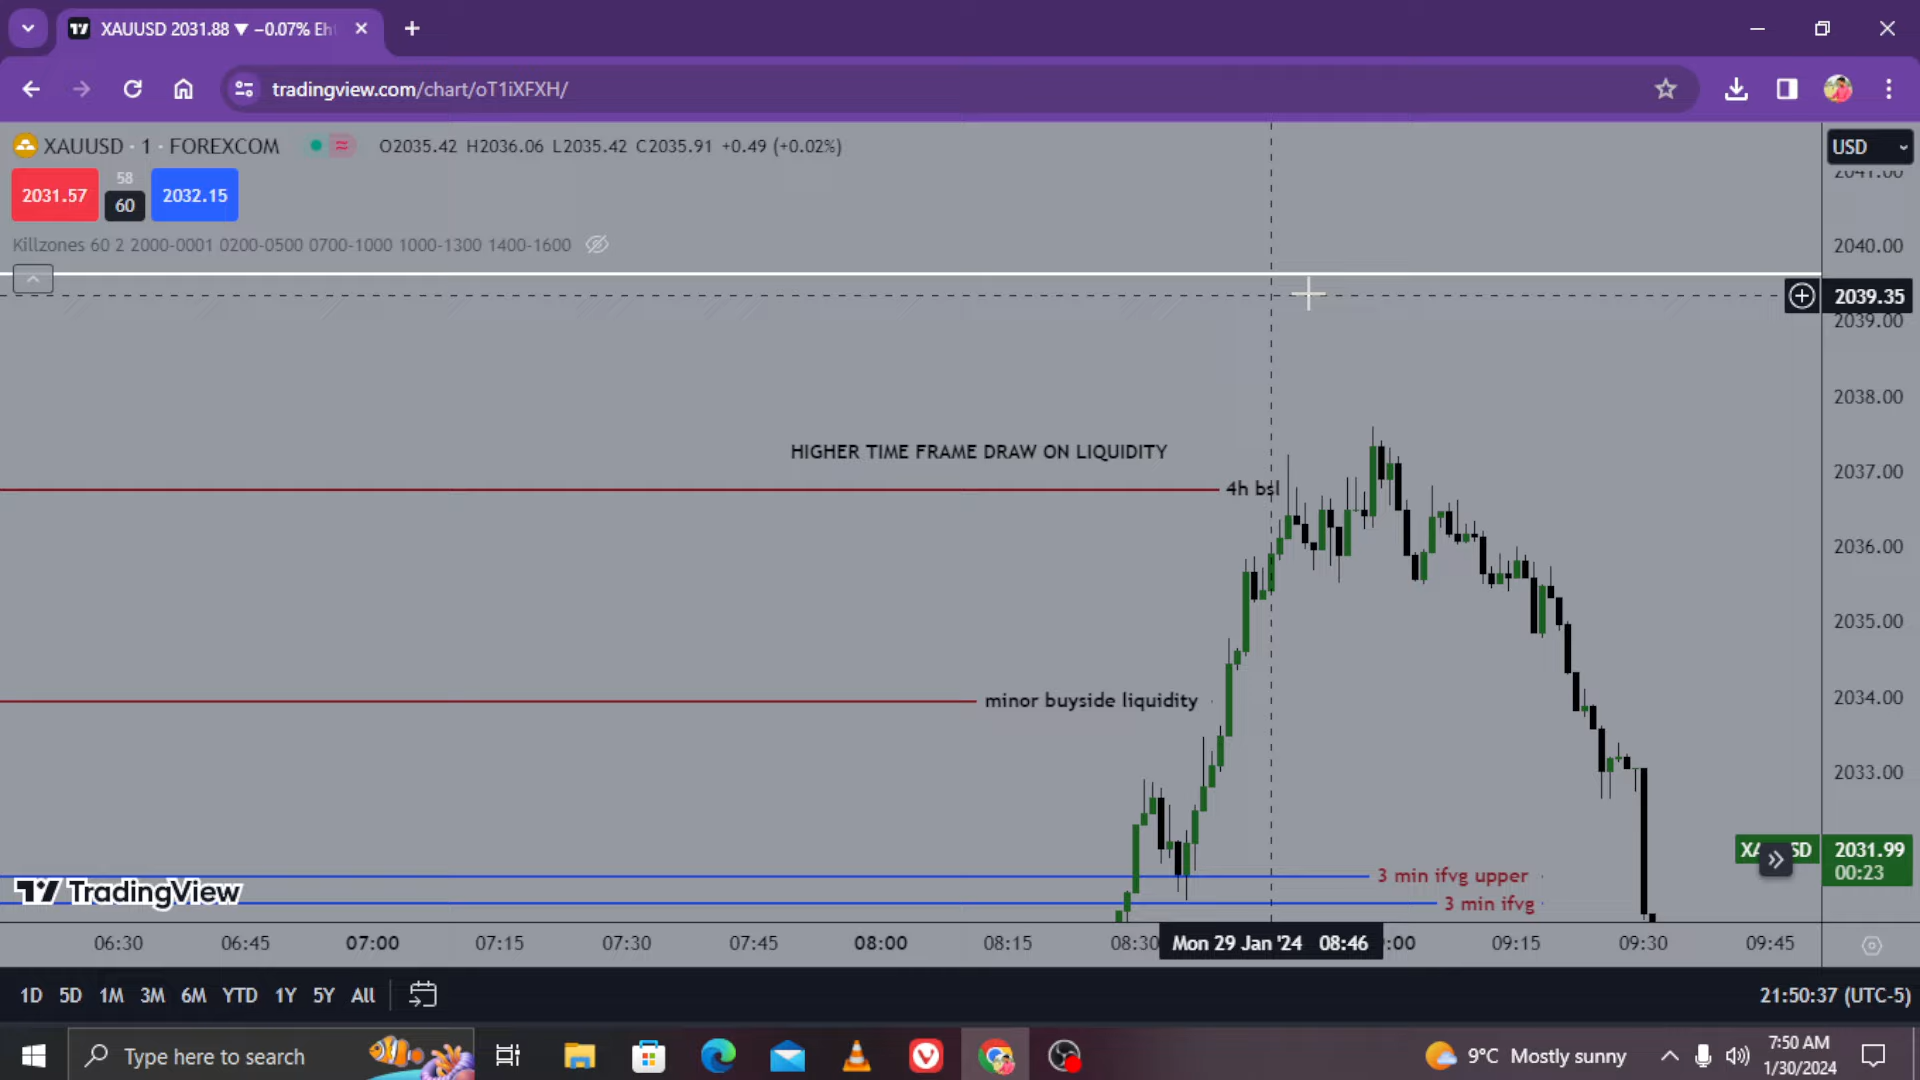 XAUUSD 2031.88 ▼ −0.07%
tradingview.com/chart/oT1iXFXH/
XAUUSD · 1 · FOREXCOM O2035.42 H2036.06 L2035.42 C2035.91 +0.49 (+0.02%)
USD
2041.00
2031.57
58
60
2032.15
Killzones 60 2 2000-0001 0200-0500 0700-1000 1000-1300 1400-1600
2040.00
2039.35
2039.00
2038.00
HIGHER TIME FRAME DRAW ON LIQUIDITY
2037.00
4h bsl
2036.00
2035.00
minor buyside liquidity
2034.00
2033.00
2031.99
00:23
3 min ifvg upper
TradingView
3 min ifvg
06:30 06:45 07:00 07:15 07:30 07:45 08:00 08:15 08:30 Mon 29 Jan '24 08:46 :00 09:15 09:30 09:45
1D 5D 1M 3M 6M YTD 1Y 5Y All
21:50:37 (UTC-5)
Type here to search
9°C Mostly sunny
7:50 AM
1/30/2024